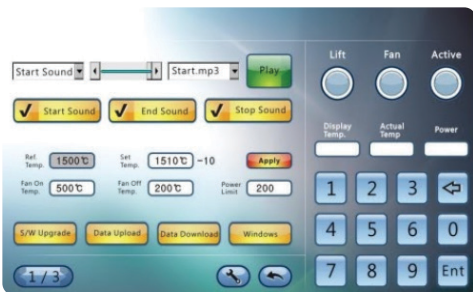 Start Sound Start.mp3 Play
Start Sound End Sound Stop Sound
Ref. Temp. 1500℃ Set Temp. 1510℃ -10 Apply
Fan On Temp. 500℃ Fan Off Temp. 200℃ Power Limit 200
S/W Upgrade Data Upload Data Download Windows
1/3
Lift Fan Active
Display Temp. Actual Temp Power
1 2 3
4 5 6 0
7 8 9 Ent